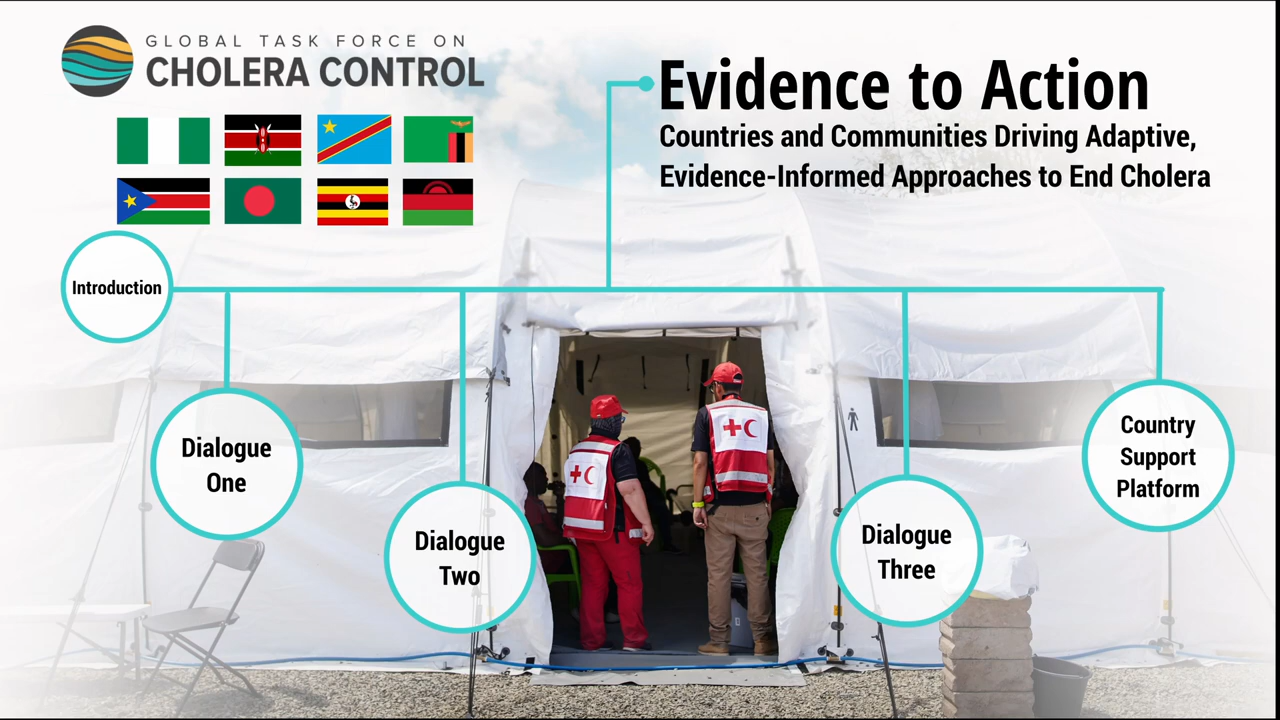 GLOBAL TASK FORCE ON
CHOLERA CONTROL
Evidence to Action
Countries and Communities Driving Adaptive,
Evidence-Informed Approaches to End Cholera
Introduction
Dialogue
One
Dialogue
Two
Dialogue
Three
Country
Support
Platform